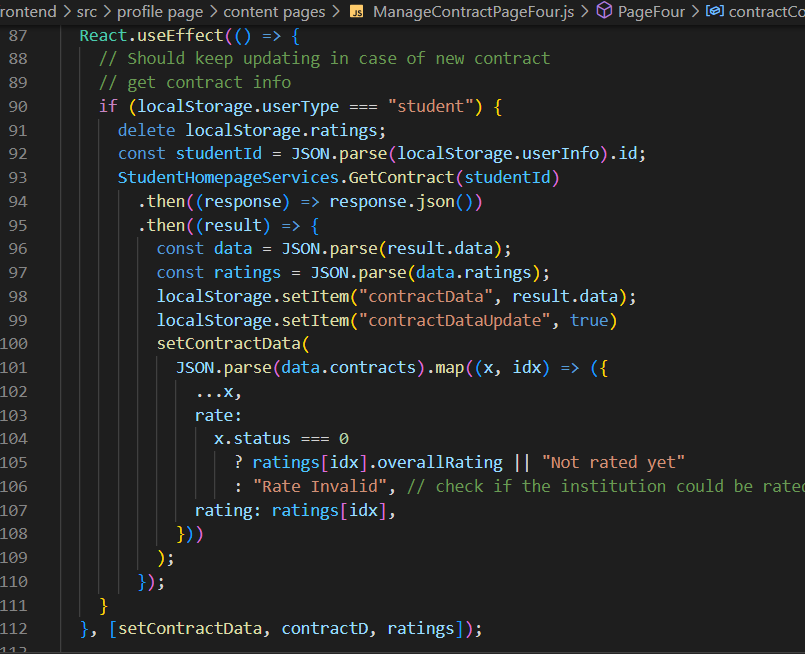 rontend > src > profile page > content pages > JS ManageContractPageFour.js > PageFour > contractCo
87 React.useEffect(() => {
88 // Should keep updating in case of new contract
89 // get contract info
90 if (localStorage.userType === "student") {
91 delete localStorage.ratings;
92 const studentId = JSON.parse(localStorage.userInfo).id;
93 StudentHomepageServices.GetContract(studentId)
94 .then((response) => response.json())
95 .then((result) => {
96 const data = JSON.parse(result.data);
97 const ratings = JSON.parse(data.ratings);
98 localStorage.setItem("contractData", result.data);
99 localStorage.setItem("contractDataUpdate", true)
100 setContractData(
101 JSON.parse(data.contracts).map((x, idx) => ({
102 ...x,
103 rate:
104 x.status === 0
105 ? ratings[idx].overallRating || "Not rated yet"
106 : "Rate Invalid", // check if the institution could be rated
107 rating: ratings[idx],
108 }))
109 );
110 });
111 }
112 }, [setContractData, contractD, ratings]);
113